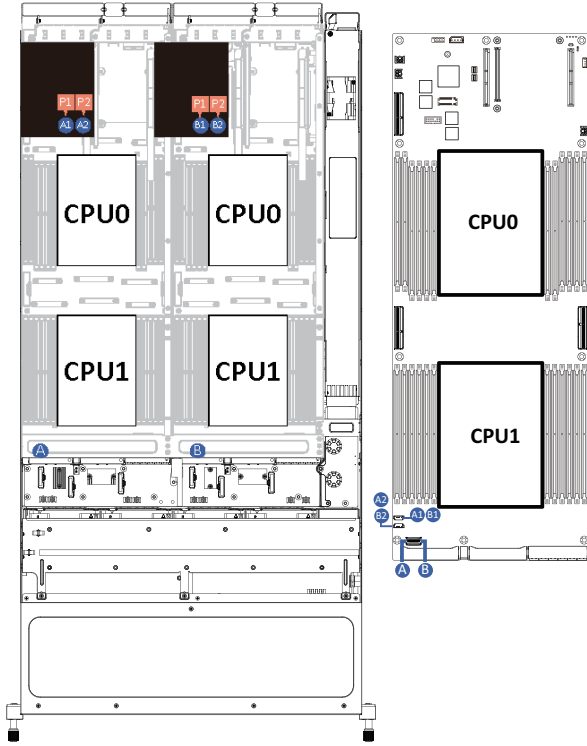 P1 P2 P1 P2
A1 A2 B1 B2
CPU0 CPU0 CPU0
CPU1 CPU1 CPU1
A B
A2
B2 A1 B1
A B